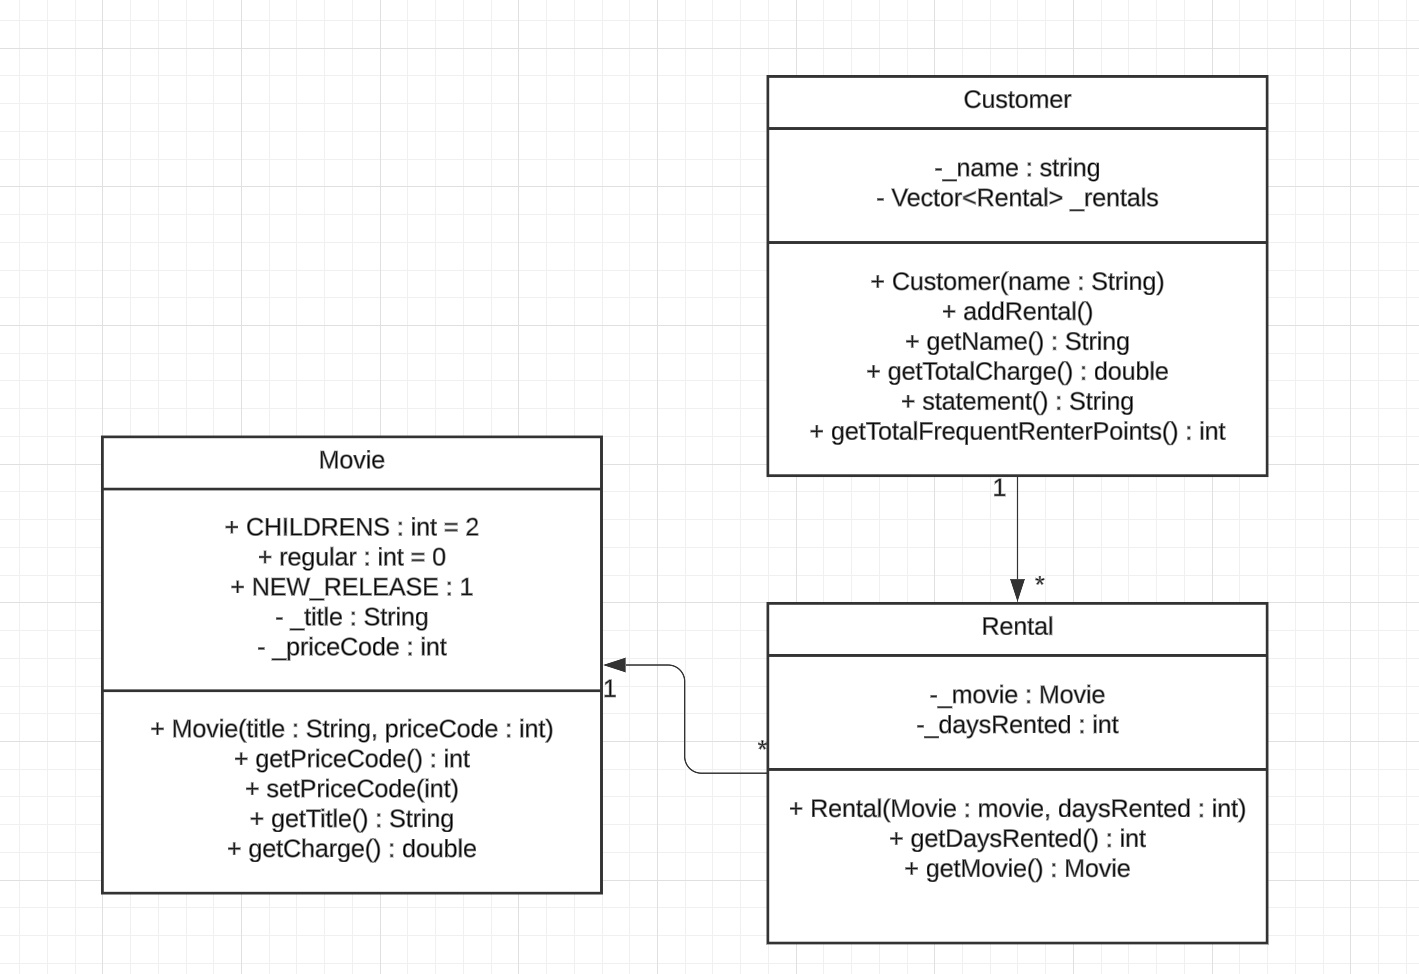 Customer
-_name : string
- Vector<Rental> _rentals
+ Customer(name : String)
+ addRental()
+ getName() : String
+ getTotalCharge() : double
+ statement() : String
+ getTotalFrequentRenterPoints() : int
1
*
Movie
+ CHILDRENS : int = 2
+ regular : int = 0
+ NEW_RELEASE : 1
- _title : String
- _priceCode : int
+ Movie(title : String, priceCode : int)
+ getPriceCode() : int
+ setPriceCode(int)
+ getTitle() : String
+ getCharge() : double
1
*
Rental
-_movie : Movie
-_daysRented : int
+ Rental(Movie : movie, daysRented : int)
+ getDaysRented() : int
+ getMovie() : Movie